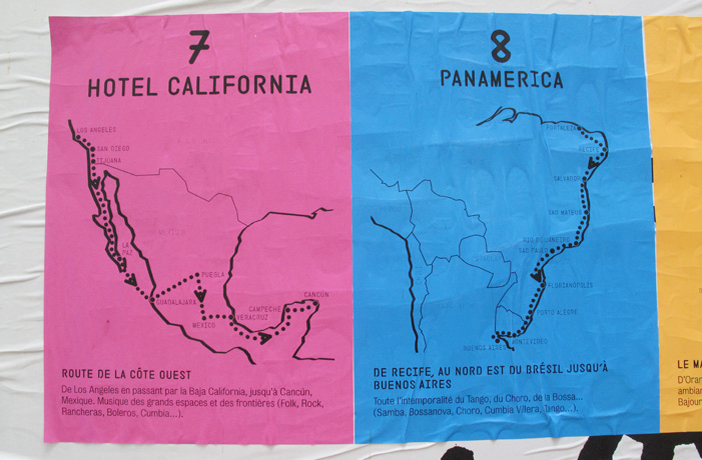 7
HOTEL CALIFORNIA
LOS ANGELES
SAN DIEGO
TIJUANA
LA
PAZ
PUEBLA
GUADALAJARA
MEXICO
VERACRUZ
CAMPECHE
CANCÚN
ROUTE DE LA CÔTE OUEST
De Los Angeles en passant par la Baja California, jusqu'à Cancún,
Mexique. Musique des grands espaces et des frontières (Folk, Rock,
Rancheras, Boleros, Cumbia...).
8
PANAMERICA
FORTALEZA
RECIFE
SALVADOR
SAO MATEUS
RIO DE JANEIRO
SAO PAULO
FLORIANOPOLIS
PORTO ALEGRE
MONTEVIDEO
BUENOS AIRES
DE RECIFE, AU NORD EST DU BRÉSIL JUSQU'À
BUENOS AIRES
Toute l'intemporalité du Tango, du Choro, de la Bossa...
(Samba, Bossanova, Choro, Cumbia Villera, Tango...).
LE MA
D'Oran
ambian
Bajour